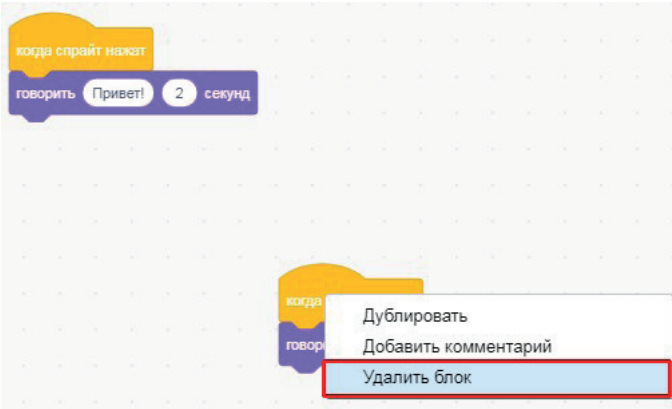 когда спрайт нажат
говорить Привет! 2 секунд
когда
Дублировать
говор
Добавить комментарий
Удалить блок